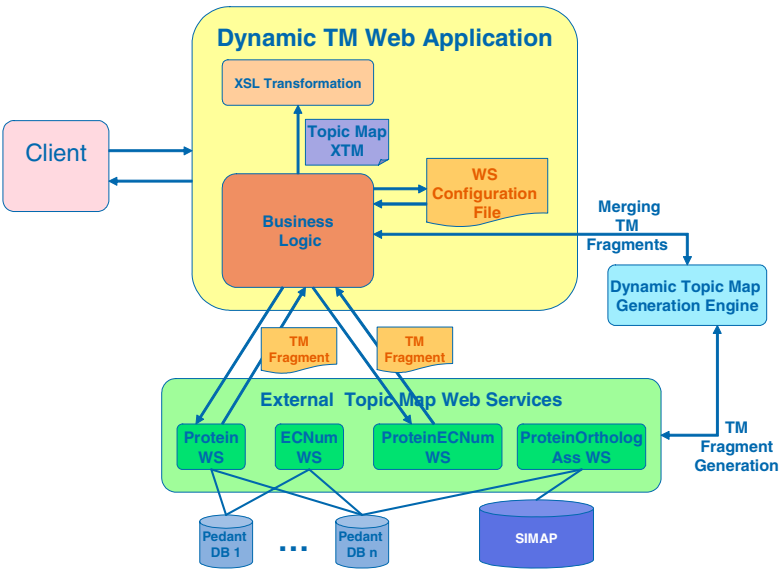 Dynamic TM Web Application
XSL Transformation
Topic Map
XTM
Client
WS
Configuration
File
Business
Logic
Merging
TM
Fragments
Dynamic Topic Map
Generation Engine
TM
Fragment
TM
Fragment
External Topic Map Web Services
Protein
WS
ECNum
WS
ProteinECNum
WS
ProteinOrtholog
Ass WS
TM
Fragment
Generation
Pedant
DB 1
...
Pedant
DB n
SIMAP